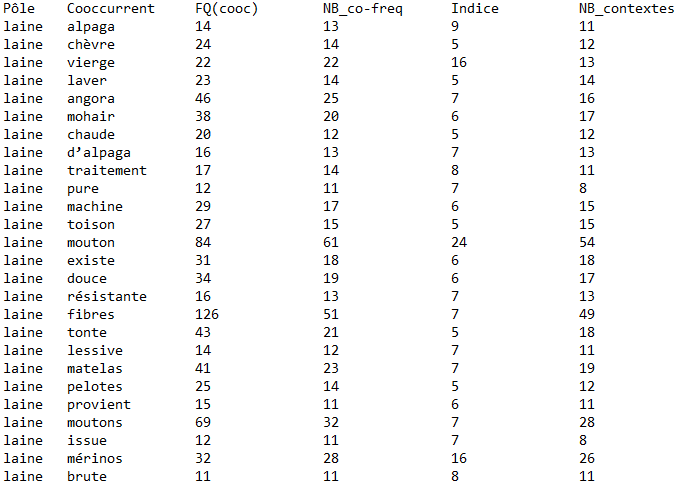 Pôle Cooccurrent FQ(cooc) NB_co-freq Indice NB_contextes
laine alpaga 14 13 9 11
laine chèvre 24 14 5 12
laine vierge 22 22 16 13
laine laver 23 14 5 14
laine angora 46 25 7 16
laine mohair 38 20 6 17
laine chaude 20 12 5 12
laine d’alpaga 16 13 7 13
laine traitement 17 14 8 11
laine pure 12 11 7 8
laine machine 29 17 6 15
laine toison 27 15 5 15
laine mouton 84 61 24 54
laine existe 31 18 6 18
laine douce 34 19 6 17
laine résistante 16 13 7 13
laine fibres 126 51 7 49
laine tonte 43 21 5 18
laine lessive 14 12 7 11
laine matelas 41 23 7 19
laine pelotes 25 14 5 12
laine provient 15 11 6 11
laine moutons 69 32 7 28
laine issue 12 11 7 8
laine mérinos 32 28 16 26
laine brute 11 11 8 11